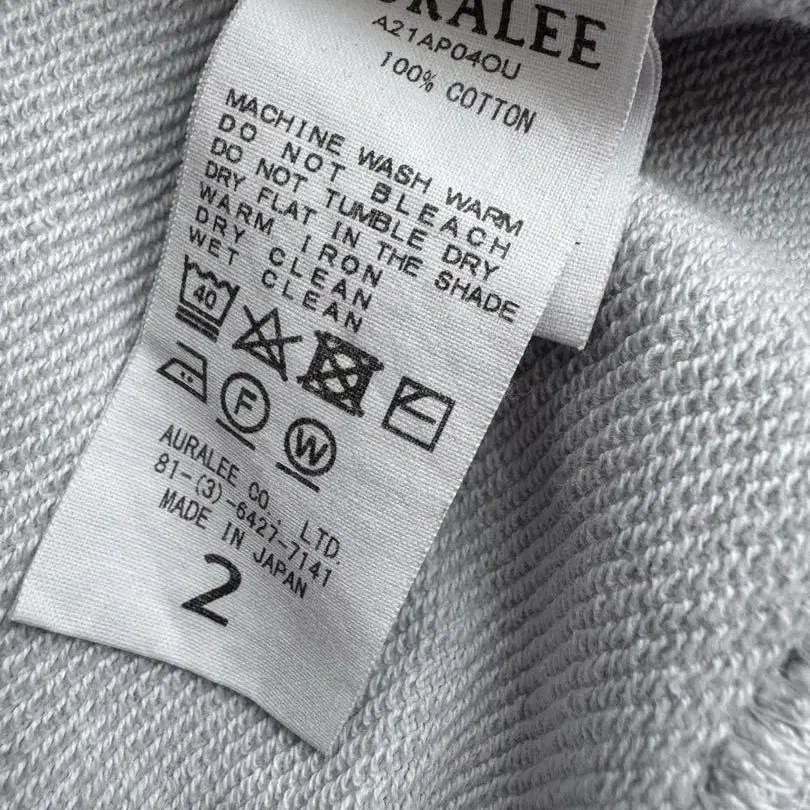 AURALEE
A21AP04OU
100% COTTON
MACHINE WASH WARM
DO NOT BLEACH
DO NOT TUMBLE DRY
DRY FLAT IN THE SHADE
WARM IRON
DRY CLEAN
WET CLEAN
40
F
W
AURALEE CO., LTD.
81-(3)-6427-7141
MADE IN JAPAN
2